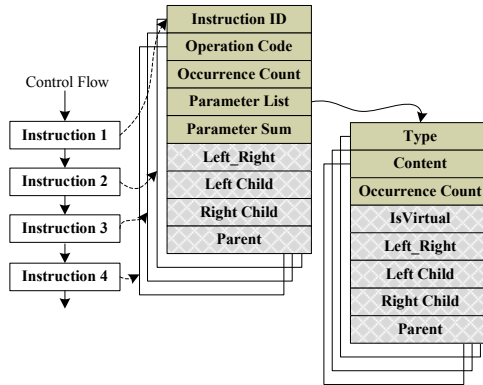 Control Flow
Instruction 1
Instruction 2
Instruction 3
Instruction 4
Instruction ID
Operation Code
Occurrence Count
Parameter List
Parameter Sum
Left_Right
Left Child
Right Child
Parent
Type
Content
Occurrence Count
IsVirtual
Left_Right
Left Child
Right Child
Parent